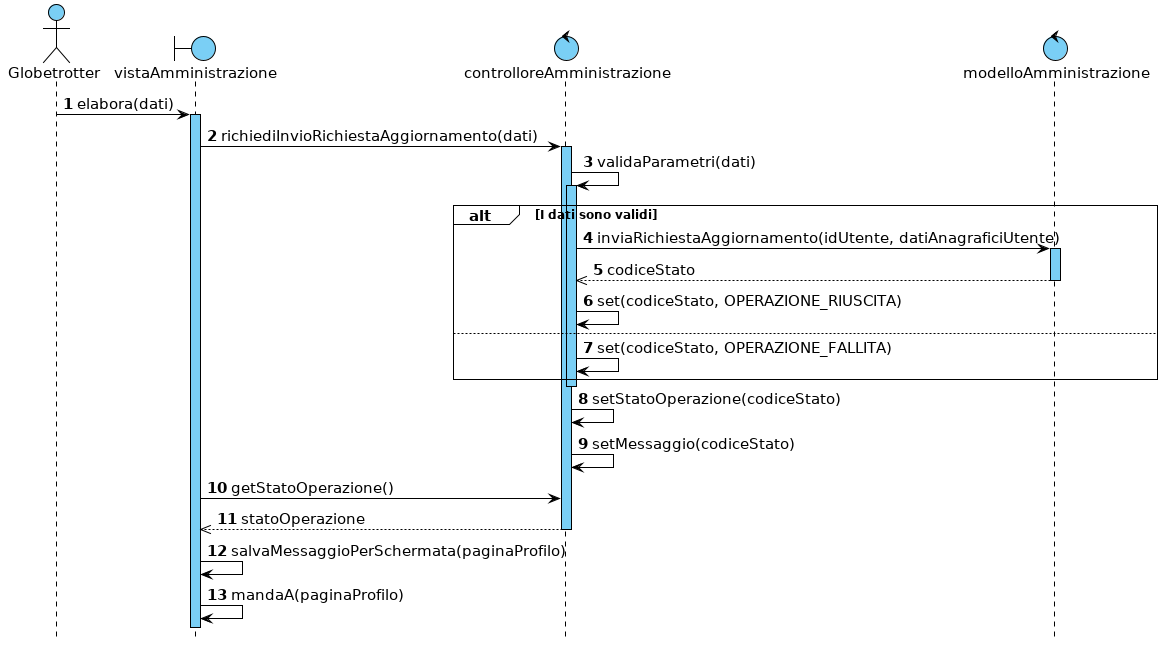 Globetrotter
vistaAmministrazione
controlloreAmministrazione
modelloAmministrazione
1 elabora(dati)
2 richiediInvioRichiestaAggiornamento(dati)
3 validaParametri(dati)
alt [I dati sono validi]
4 inviaRichiestaAggiornamento(idUtente, datiAnagraficiUtente)
5 codiceStato
6 set(codiceStato, OPERAZIONE_RIUSCITA)
7 set(codiceStato, OPERAZIONE_FALLITA)
8 setStatoOperazione(codiceStato)
9 setMessaggio(codiceStato)
10 getStatoOperazione()
11 statoOperazione
12 salvaMessaggioPerSchermata(paginaProfilo)
13 mandaA(paginaProfilo)